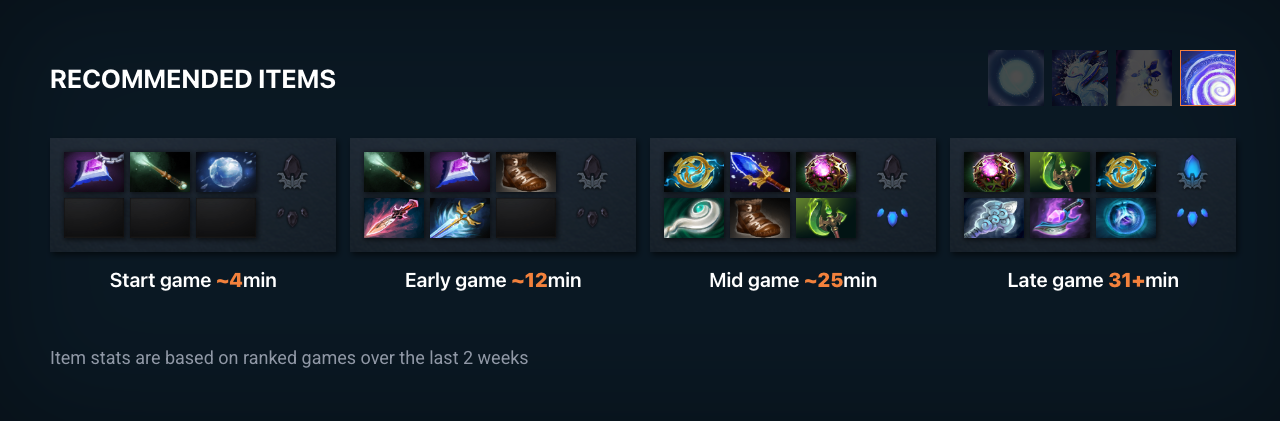 RECOMMENDED ITEMS
Start game ~4min
Early game ~12min
Mid game ~25min
Late game 31+min
Item stats are based on ranked games over the last 2 weeks